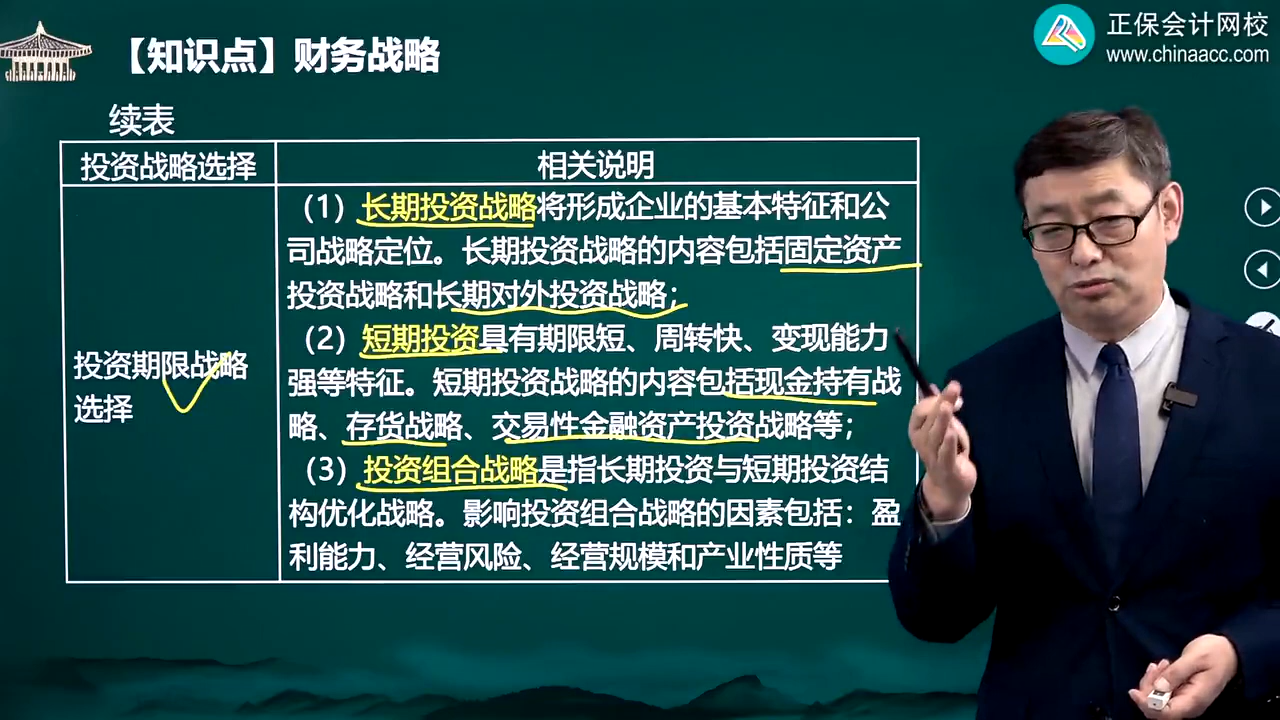 正保会计网校
www.chinaacc.com
【知识点】财务战略
续表
投资战略选择
相关说明
投资期限战略
选择
（1）长期投资战略将形成企业的基本特征和公
司战略定位。长期投资战略的内容包括固定资产
投资战略和长期对外投资战略；
（2）短期投资具有期限短、周转快、变现能力
强等特征。短期投资战略的内容包括现金持有战
略、存货战略、交易性金融资产投资战略等；
（3）投资组合战略是指长期投资与短期投资结
构优化战略。影响投资组合战略的因素包括：盈
利能力、经营风险、经营规模和产业性质等